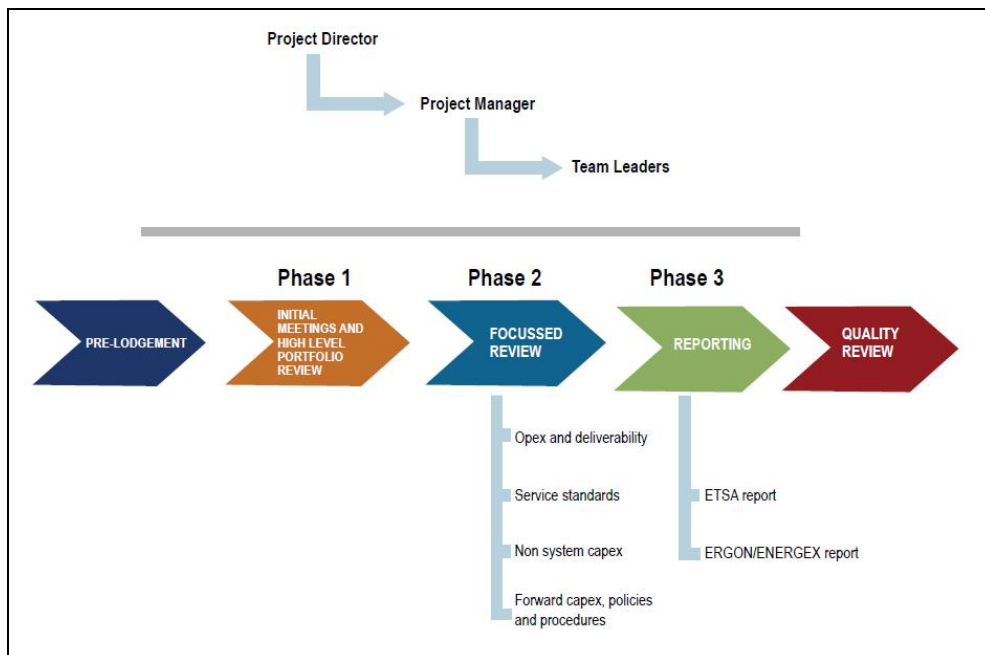 Project Director
Project Manager
Team Leaders
Phase 1
Phase 2
Phase 3
PRE-LODGEMENT
INITIAL
MEETINGS AND
HIGH LEVEL
PORTFOLIO
REVIEW
FOCUSSED
REVIEW
REPORTING
QUALITY
REVIEW
Opex and deliverability
Service standards
Non system capex
Forward capex, policies
and procedures
ETSA report
ERGON/ENERGEX report